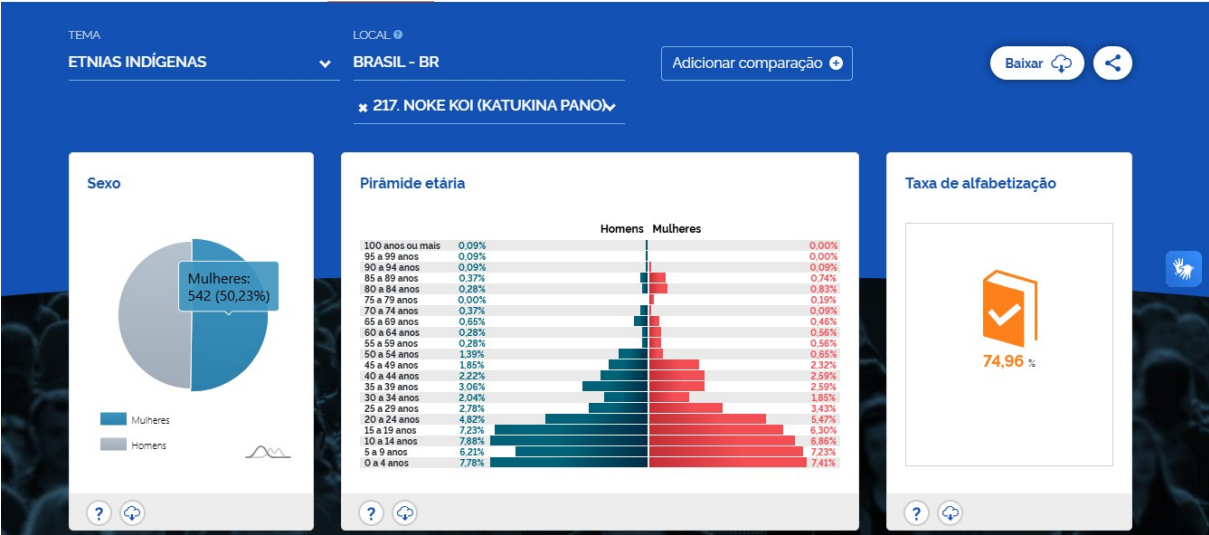 TEMA
ETNIAS INDÍGENAS
LOCAL ?
BRASIL - BR
× 217. NOKE KOI (KATUKINA PANO)
Adicionar comparação +
Baixar
Sexo
Mulheres:
542 (50,23%)
Mulheres
Homens
?
Pirâmide etária
Homens Mulheres
100 anos ou mais 0,09% 0,00%
95 a 99 anos 0,09% 0,00%
90 a 94 anos 0,09% 0,09%
85 a 89 anos 0,37% 0,74%
80 a 84 anos 0,28% 0,83%
75 a 79 anos 0,00% 0,19%
70 a 74 anos 0,37% 0,09%
65 a 69 anos 0,65% 0,46%
60 a 64 anos 0,28% 0,56%
55 a 59 anos 0,28% 0,56%
50 a 54 anos 1,39% 0,65%
45 a 49 anos 1,85% 2,32%
40 a 44 anos 2,22% 2,59%
35 a 39 anos 3,06% 2,59%
30 a 34 anos 2,04% 1,85%
25 a 29 anos 2,78% 3,43%
20 a 24 anos 4,82% 5,47%
15 a 19 anos 7,23% 6,30%
10 a 14 anos 7,88% 6,86%
5 a 9 anos 6,21% 7,23%
0 a 4 anos 7,78% 7,41%
?
Taxa de alfabetização
74,96 %
?